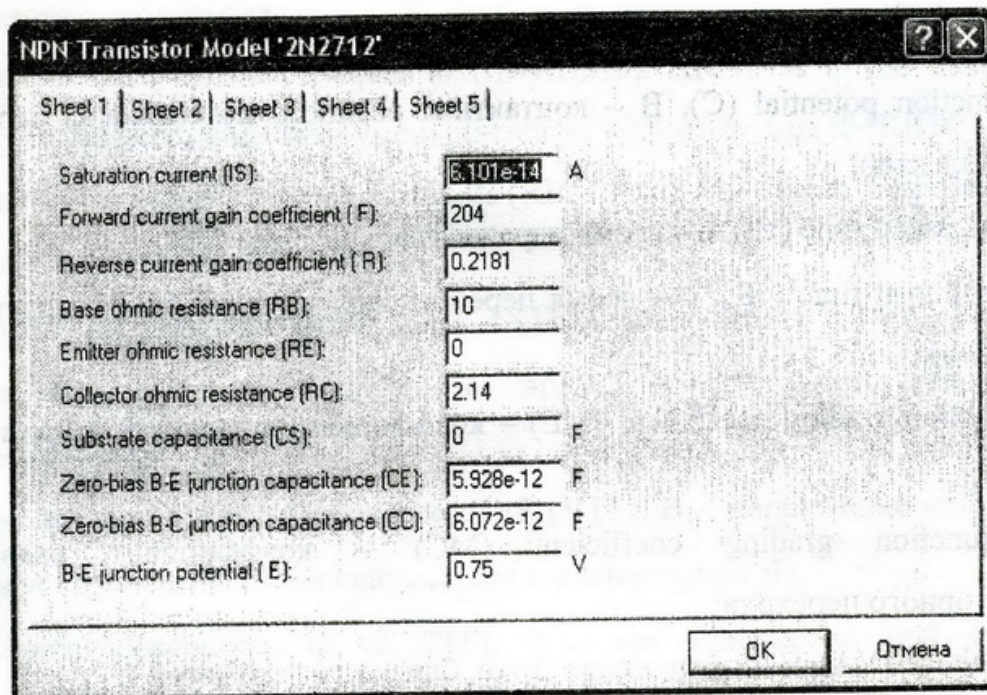 NPN Transistor Model '2N2712'
Sheet 1 Sheet 2 Sheet 3 Sheet 4 Sheet 5
Saturation current (IS): 6.101e-14 A
Forward current gain coefficient ( F): 204
Reverse current gain coefficient ( R): 0.2181
Base ohmic resistance (RB): 10
Emitter ohmic resistance (RE): 0
Collector ohmic resistance (RC): 2.14
Substrate capacitance (CS): 0 F
Zero-bias B-E junction capacitance (CE): 5.928e-12 F
Zero-bias B-C junction capacitance (CC): 6.072e-12 F
B-E junction potential ( E): 0.75 V
OK Отмена